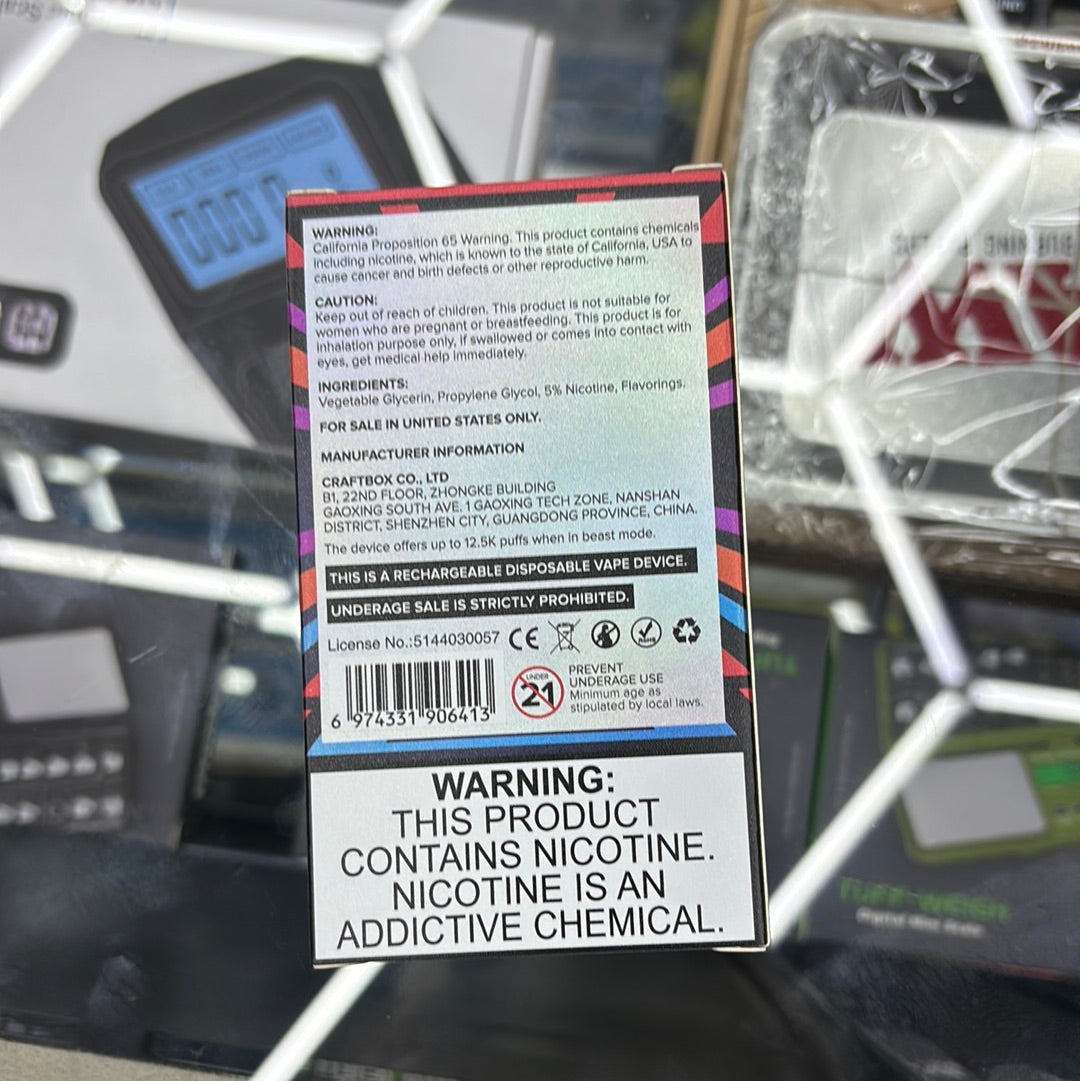 WARNING:
California Proposition 65 Warning. This product contains chemicals
including nicotine, which is known to the state of California, USA to
cause cancer and birth defects or other reproductive harm.
CAUTION:
Keep out of reach of children. This product is not suitable for
women who are pregnant or breastfeeding. This product is for
inhalation purpose only, if swallowed or comes into contact with
eyes, get medical help immediately.
INGREDIENTS:
Vegetable Glycerin, Propylene Glycol, 5% Nicotine, Flavorings.
FOR SALE IN UNITED STATES ONLY.
MANUFACTURER INFORMATION
CRAFTBOX CO., LTD
B1, 22ND FLOOR, ZHONGKE BUILDING
GAOXING SOUTH AVE. 1 GAOXING TECH ZONE, NANSHAN
DISTRICT, SHENZHEN CITY, GUANGDONG PROVINCE, CHINA.
The device offers up to 12.5K puffs when in beast mode.
THIS IS A RECHARGEABLE DISPOSABLE VAPE DEVICE.
UNDERAGE SALE IS STRICTLY PROHIBITED.
License No.:5144030057 CE
6 974331 906413
UNDER
21
PREVENT
UNDERAGE USE
Minimum age as
stipulated by local laws.
WARNING:
THIS PRODUCT
CONTAINS NICOTINE.
NICOTINE IS AN
ADDICTIVE CHEMICAL.
TUFF-WEIGH